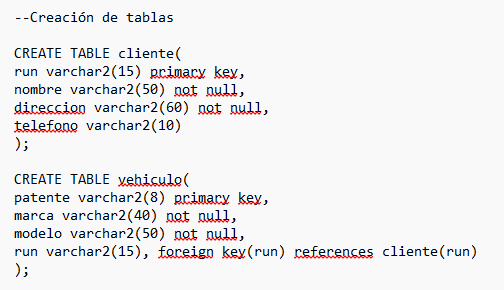 --Creación de tablas
CREATE TABLE cliente(
run varchar2(15) primary key,
nombre varchar2(50) not null,
direccion varchar2(60) not null,
telefono varchar2(10)
);
CREATE TABLE vehiculo(
patente varchar2(8) primary key,
marca varchar2(40) not null,
modelo varchar2(50) not null,
run varchar2(15), foreign key(run) references cliente(run)
);